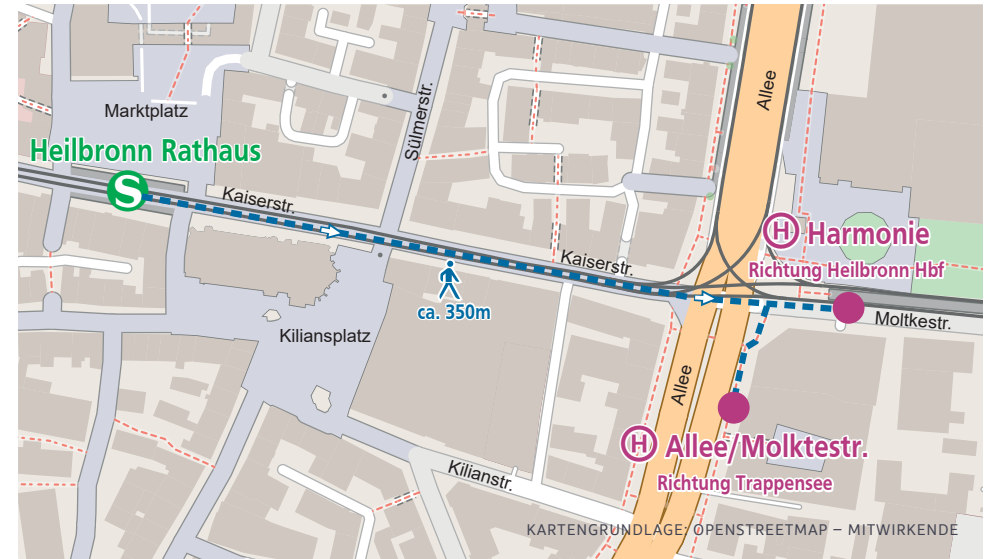 Marktplatz
Heilbronn Rathaus
S
Kaiserstr.
Sülmerstr.
Allee
H Harmonie
Richtung Heilbronn Hbf
Kaiserstr.
ca. 350m
Moltkestr.
Kiliansplatz
Allee
H Allee/Molktestr.
Richtung Trappensee
Kilianstr.
KARTENGRUNDLAGE: OPENSTREETMAP – MITWIRKENDE